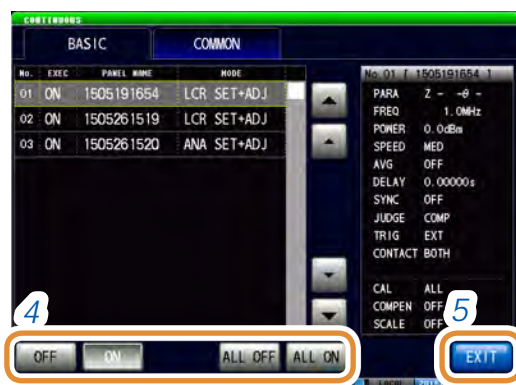 CONTINUOUS
BASIC COMMON
No. EXEC PANEL NAME MODE
01 ON 1505191654 LCR SET+ADJ
02 ON 1505261519 LCR SET+ADJ
03 ON 1505261520 ANA SET+ADJ
No. 01 [ 1505191654 ]
PARA Z - -θ -
FREQ 1.0MHz
POWER 0.0dBm
SPEED MED
AVG OFF
DELAY 0.00000s
SYNC OFF
JUDGE COMP
TRIG EXT
CONTACT BOTH
CAL ALL
COMPEN OFF
SCALE OFF
4
5
OFF ON ALL OFF ALL ON EXIT
LOCAL